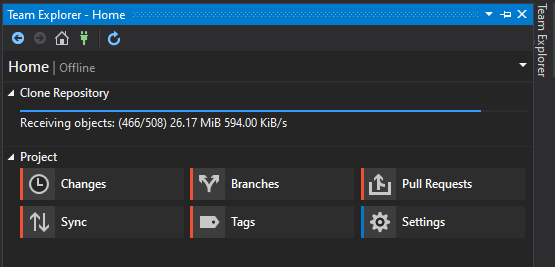 Team Explorer - Home
Home | Offline
Clone Repository
Receiving objects: (466/508) 26.17 MiB 594.00 KiB/s
Project
Changes Branches Pull Requests
Sync Tags Settings
Team Explorer